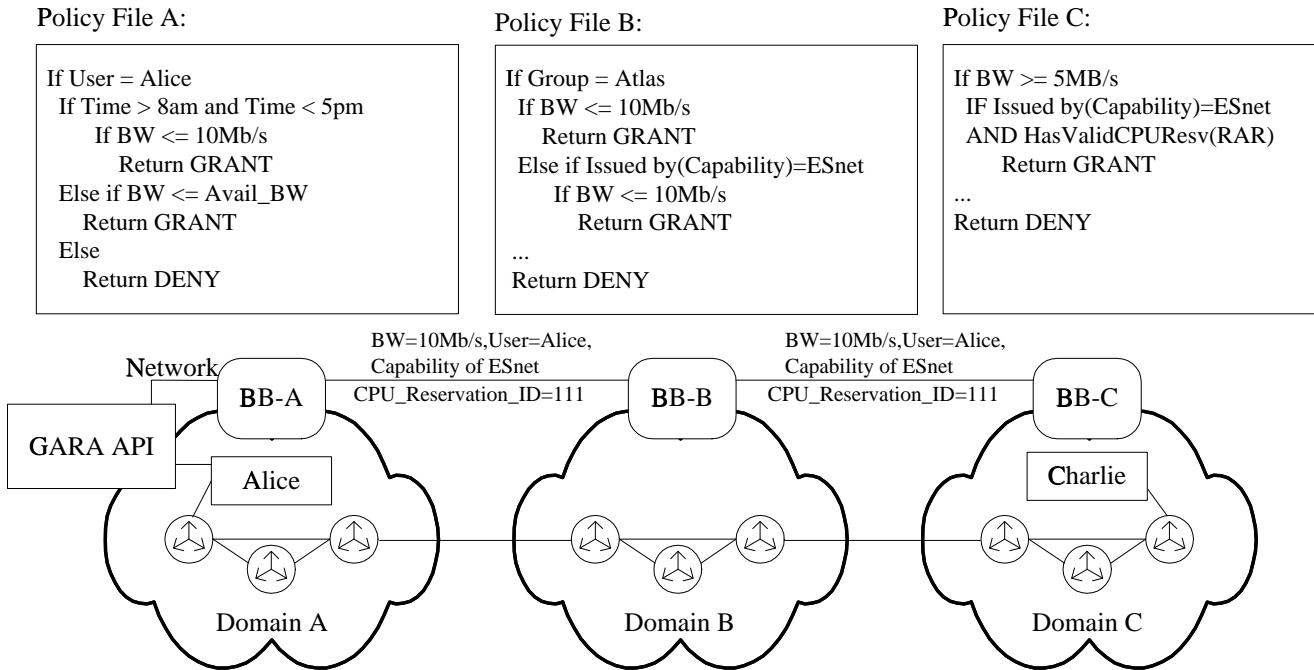 Policy File A:
If User = Alice
If Time > 8am and Time < 5pm
If BW <= 10Mb/s
Return GRANT
Else if BW <= Avail_BW
Return GRANT
Else
Return DENY
Policy File B:
If Group = Atlas
If BW <= 10Mb/s
Return GRANT
Else if Issued by(Capability)=ESnet
If BW <= 10Mb/s
Return GRANT
...
Return DENY
Policy File C:
If BW >= 5MB/s
IF Issued by(Capability)=ESnet
AND HasValidCPUResv(RAR)
Return GRANT
...
Return DENY
Network
BW=10Mb/s,User=Alice,
Capability of ESnet
CPU_Reservation_ID=111
BW=10Mb/s,User=Alice,
Capability of ESnet
CPU_Reservation_ID=111
BB-A
BB-B
BB-C
GARA API
Alice
Charlie
Domain A
Domain B
Domain C